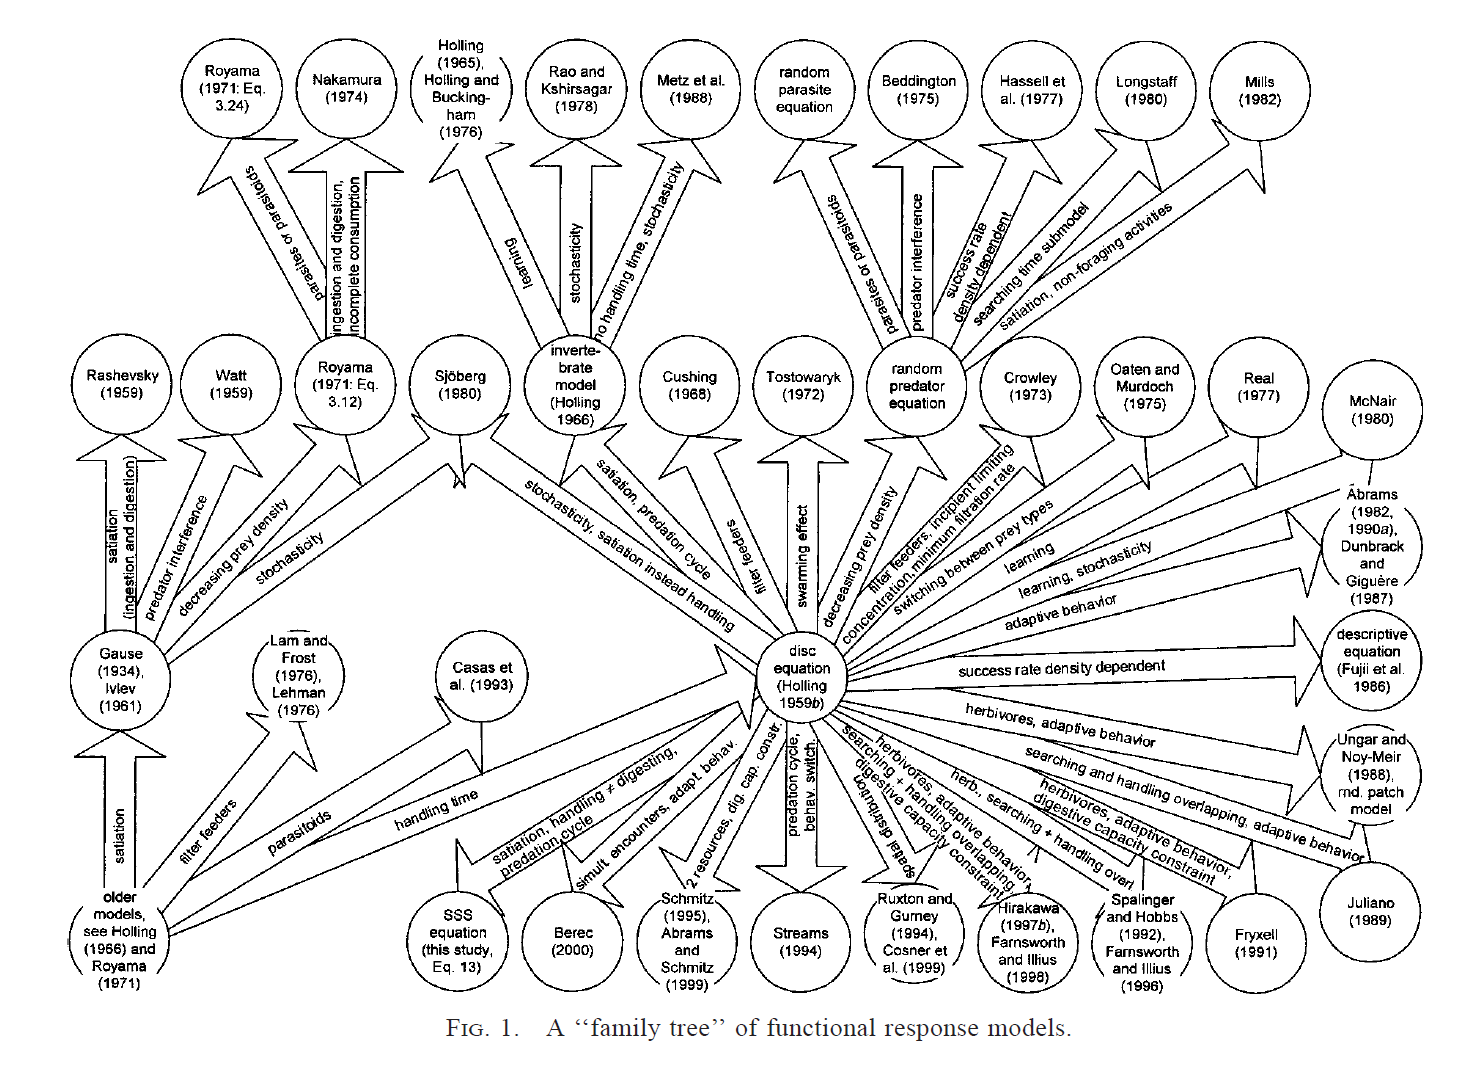 Royama
(1971: Eq.
3.24)
Nakamura
(1974)
Holling
(1965),
Holling and
Bucking-
ham
(1976)
Rao and
Kshirsagar
(1978)
Metz et al.
(1988)
random
parasite
equation
Beddington
(1975)
Hassell et
al. (1977)
Longstaff
(1980)
Mills
(1982)
parasites or parasitoids
ingestion and digestion,
incomplete consumption
learning
stochasticity
no handling time, stochasticity
parasites or parasitoids
predator interference
success rate
density dependent
searching time submodel
satiation, non-foraging activities
Rashevsky
(1959)
Watt
(1959)
Royama
(1971: Eq.
3.12)
Sjöberg
(1980)
inverte-
brate
model
(Holling
1966)
Cushing
(1968)
Tostowaryk
(1972)
random
predator
equation
Crowley
(1973)
Oaten and
Murdoch
(1975)
Real
(1977)
McNair
(1980)
satiation
(ingestion and digestion)
predator interference
decreasing prey density
stochasticity
stochasticity, satiation instead handling
satiation, predation cycle
filter feeders
swarming effect
decreasing prey density
filter feeders, incipient limiting
concentration, minimum filtration rate
switching between prey types
learning
learning, stochasticity
adaptive behavior
Abrams
(1982,
1990a),
Dunbrack
and
Giguère
(1987)
Gause
(1934),
Ivlev
(1961)
Lam and
Frost
(1976),
Lehman
(1976)
Casas et
al. (1993)
disc
equation
(Holling
1959b)
success rate density dependent
descriptive
equation
(Fujii et al.
1986)
satiation
filter feeders
parasitoids
handling time
satiation, handling ≠ digesting,
predation cycle
simult. encounters, adapt. behav.
2 resources, dig. cap. constr.
predation cycle,
behav. switch.
spatial distribution
searching + handling overlapping,
digestive capacity constraint
herbivores, adaptive behavior
herb., searching + handling overl
herbivores, adaptive behavior,
digestive capacity constraint
searching and handling overlapping, adaptive behavior
herbivores, adaptive behavior
Ungar and
Noy-Meir
(1988),
rnd. patch
model
older
models,
see Holling
(1966) and
Royama
(1971)
SSS
equation
(this study,
Eq. 13)
Berec
(2000)
Schmitz
(1995),
Abrams
and
Schmitz
(1999)
Streams
(1994)
Ruxton and
Gurney
(1994),
Cosner et
al. (1999)
Hirakawa
(1997b),
Farnsworth
and Illius
(1998)
Spalinger
and Hobbs
(1992),
Farnsworth
and Illius
(1996)
Fryxell
(1991)
Juliano
(1989)
FIG. 1. A ‘‘family tree’’ of functional response models.